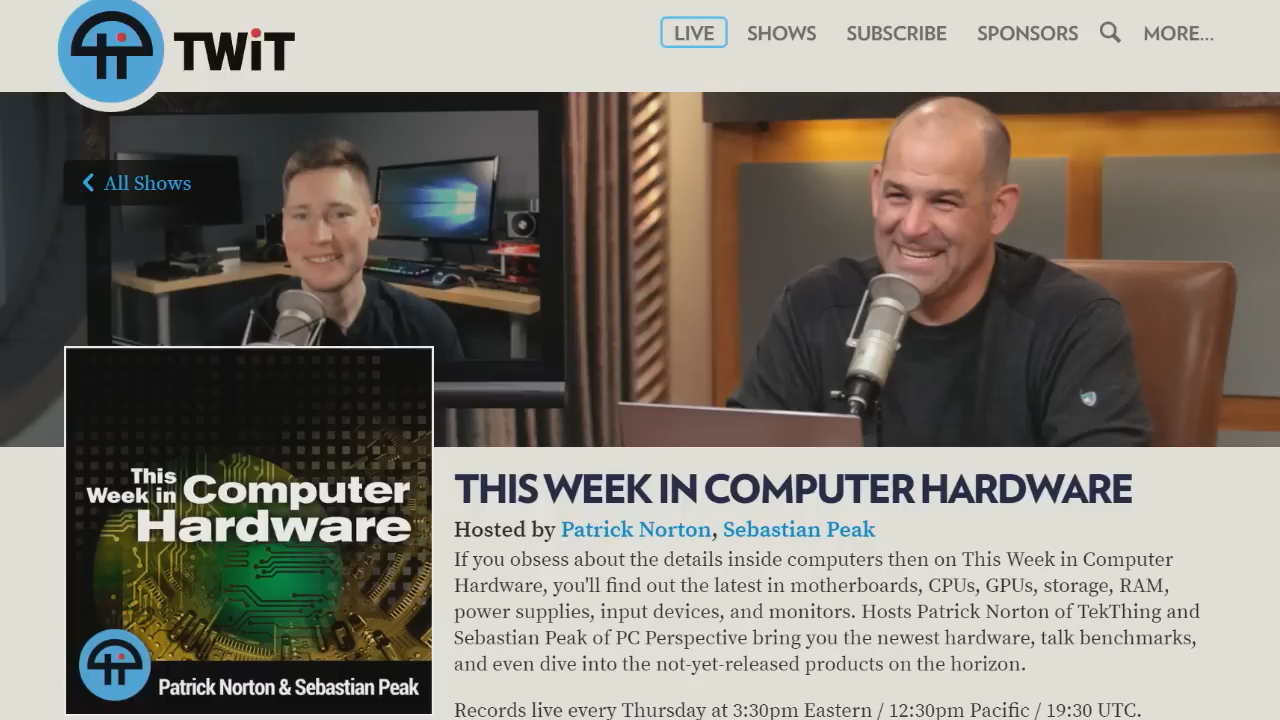 TWiT
LIVE
SHOWS
SUBSCRIBE
SPONSORS
MORE...
All Shows
This
Week in Computer
Hardware
Patrick Norton & Sebastian Peak
THIS WEEK IN COMPUTER HARDWARE
Hosted by Patrick Norton, Sebastian Peak
If you obsess about the details inside computers then on This Week in Computer
Hardware, you'll find out the latest in motherboards, CPUs, GPUs, storage, RAM,
power supplies, input devices, and monitors. Hosts Patrick Norton of TekThing and
Sebastian Peak of PC Perspective bring you the newest hardware, talk benchmarks,
and even dive into the not-yet-released products on the horizon.
Records live every Thursday at 3:30pm Eastern / 12:30pm Pacific / 19:30 UTC.